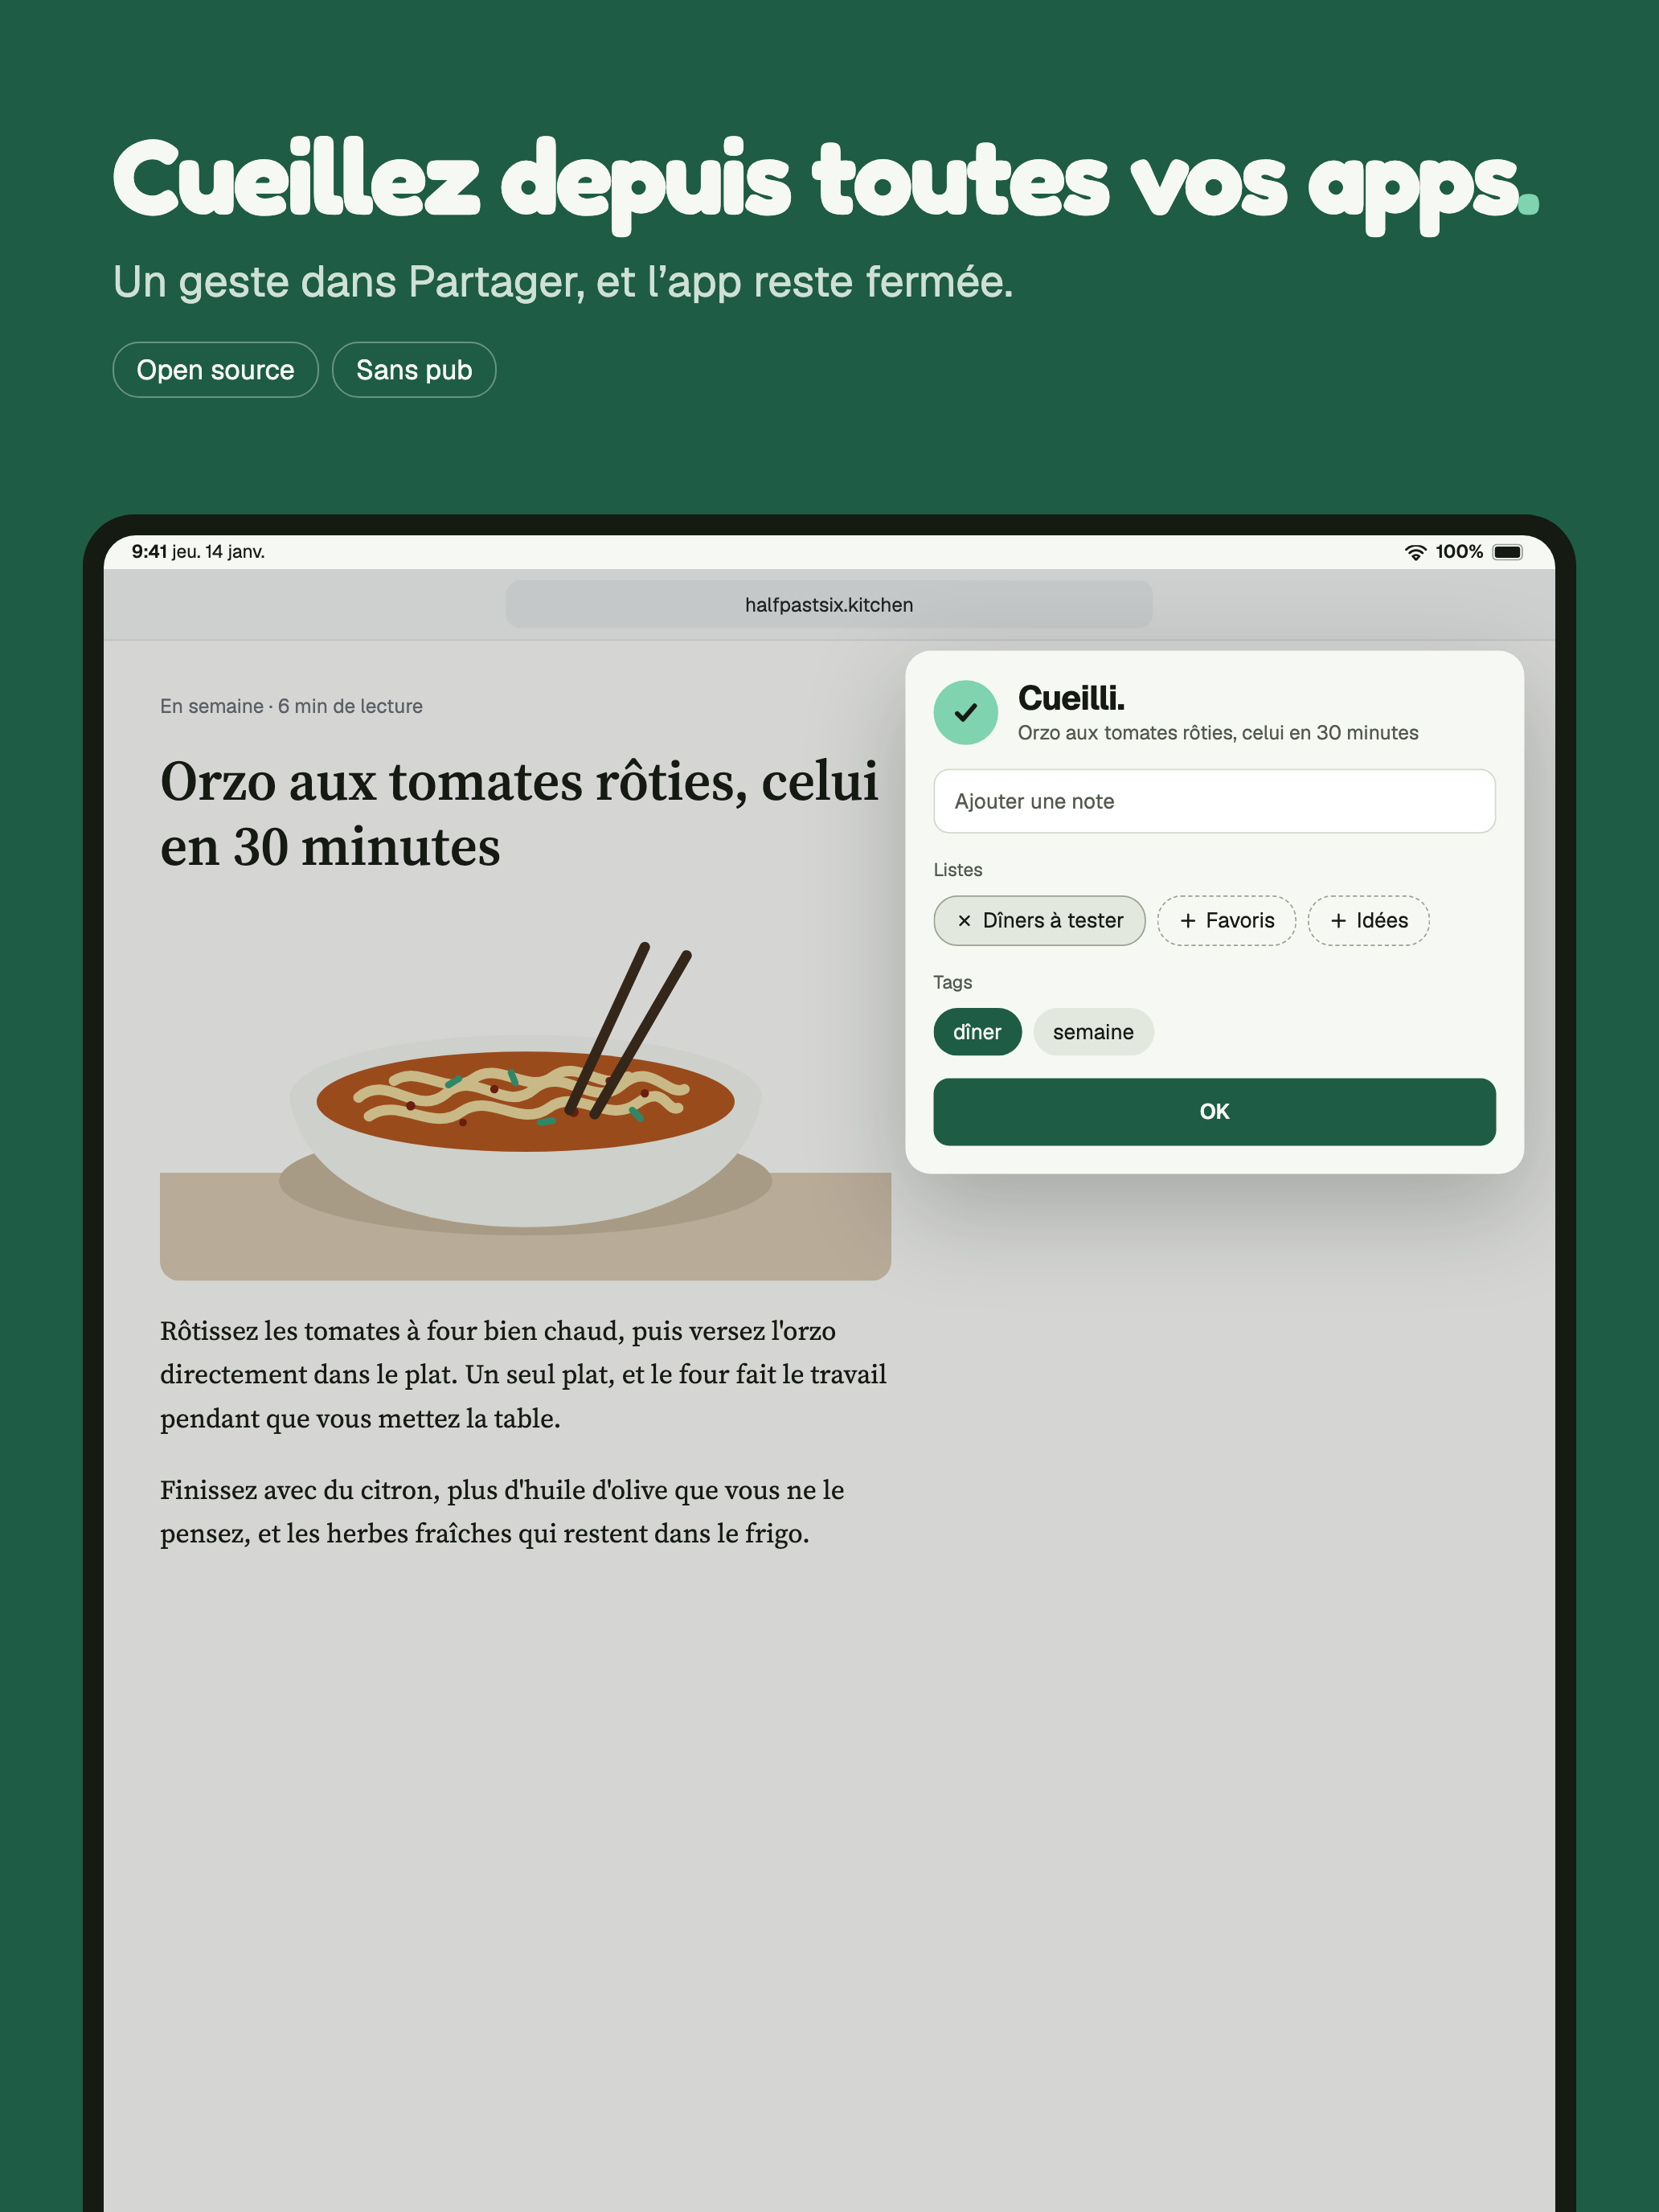 Cueillez depuis toutes vos apps.
Un geste dans Partager, et l’app reste fermée.
Open source
Sans pub
9:41 jeu. 14 janv.
100%
halfpastsix.kitchen
En semaine · 6 min de lecture
Orzo aux tomates rôties, celui
en 30 minutes
Rôtissez les tomates à four bien chaud, puis versez l'orzo
directement dans le plat. Un seul plat, et le four fait le travail
pendant que vous mettez la table.
Finissez avec du citron, plus d'huile d'olive que vous ne le
pensez, et les herbes fraîches qui restent dans le frigo.
Cueilli.
Orzo aux tomates rôties, celui en 30 minutes
Ajouter une note
Listes
× Dîners à tester
+ Favoris
+ Idées
Tags
dîner
semaine
OK